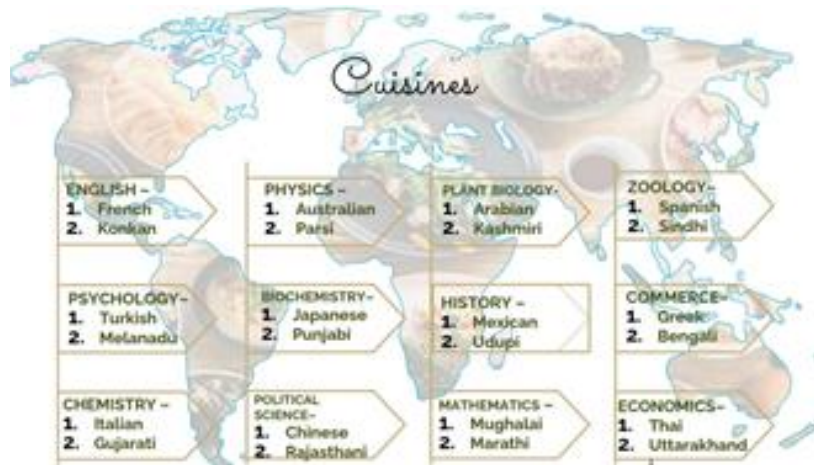 Cuisines
ENGLISH –
1. French
2. Konkan
PHYSICS –
1. Australian
2. Parsi
PLANT BIOLOGY-
1. Arabian
2. Kashmiri
ZOOLOGY–
1. Spanish
2. Sindhi
PSYCHOLOGY–
1. Turkish
2. Melanadu
BIOCHEMISTRY–
1. Japanese
2. Punjabi
HISTORY –
1. Mexican
2. Udupi
COMMERCE–
1. Greek
2. Bengali
CHEMISTRY –
1. Italian
2. Gujarati
POLITICAL
SCIENCE–
1. Chinese
2. Rajasthani
MATHEMATICS –
1. Mughalai
2. Marathi
ECONOMICS–
1. Thai
2. Uttarakhand